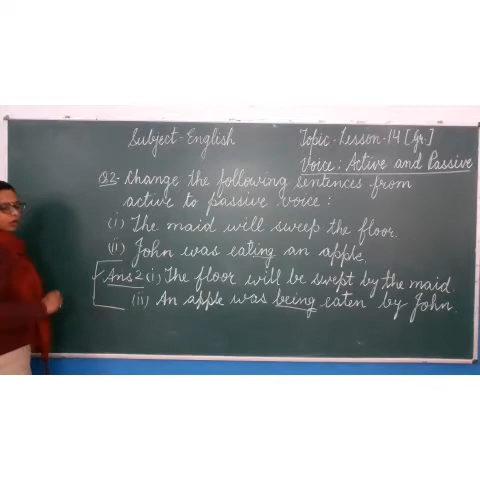 Subject-English
Topic-Lesson-14 [Gr.]
Voice: Active and Passive
Q2- Change the following sentences from
active to passive voice:
(i) The maid will sweep the floor.
(ii) John was eating an apple.
Ans2 (i) The floor will be swept by the maid.
(ii) An apple was being eaten by John